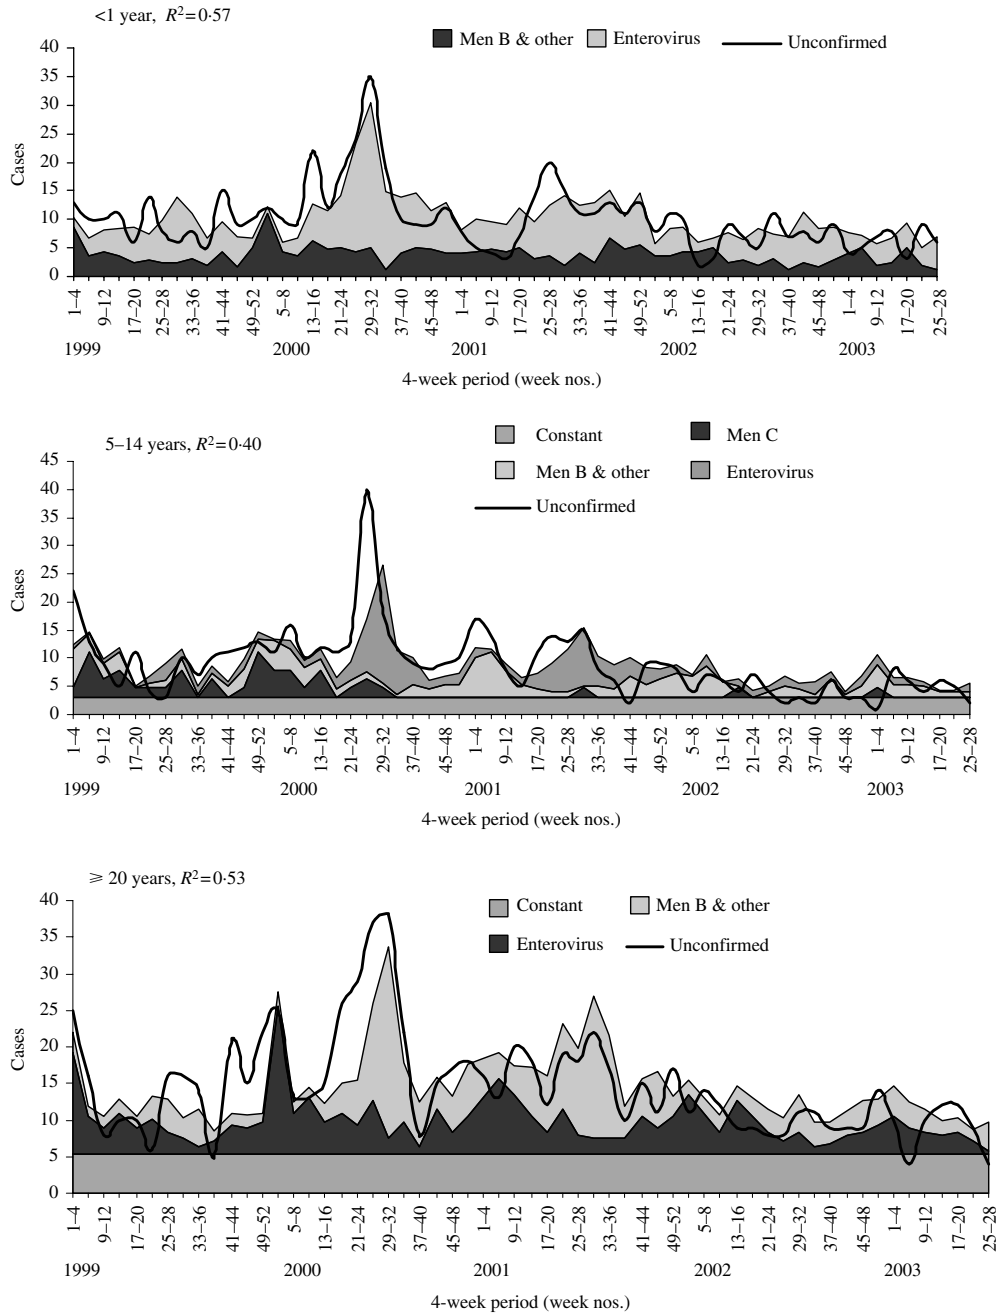 <1 year, R²=0·57
Men B & other Enterovirus Unconfirmed
40
35
30
25
20
15
10
5
0
Cases
1–4 9–12 17–20 25–28 33–36 41–44 49–52 5–8 13–16 21–24 29–32 37–40 45–48 1–4 9–12 17–20 25–28 33–36 41–44 49–52 5–8 13–16 21–24 29–32 37–40 45–48 1–4 9–12 17–20 25–28
1999 2000 2001 2002 2003
4-week period (week nos.)
5–14 years, R²=0·40
Constant Men C
Men B & other Enterovirus
Unconfirmed
45
40
35
30
25
20
15
10
5
0
Cases
1–4 9–12 17–20 25–28 33–36 41–44 49–52 5–8 13–16 21–24 29–32 37–40 45–48 1–4 9–12 17–20 25–28 33–36 41–44 49–52 5–8 13–16 21–24 29–32 37–40 45–48 1–4 9–12 17–20 25–28
1999 2000 2001 2002 2003
4-week period (week nos.)
⩾ 20 years, R²=0·53
Constant Men B & other
Enterovirus Unconfirmed
40
35
30
25
20
15
10
5
0
Cases
1–4 9–12 17–20 25–28 33–36 41–44 49–52 5–8 13–16 21–24 29–32 37–40 45–48 1–4 9–12 17–20 25–28 33–36 41–44 49–52 5–8 13–16 21–24 29–32 37–40 45–48 1–4 9–12 17–20 25-28
1999 2000 2001 2002 2003
4-week period (week nos.)